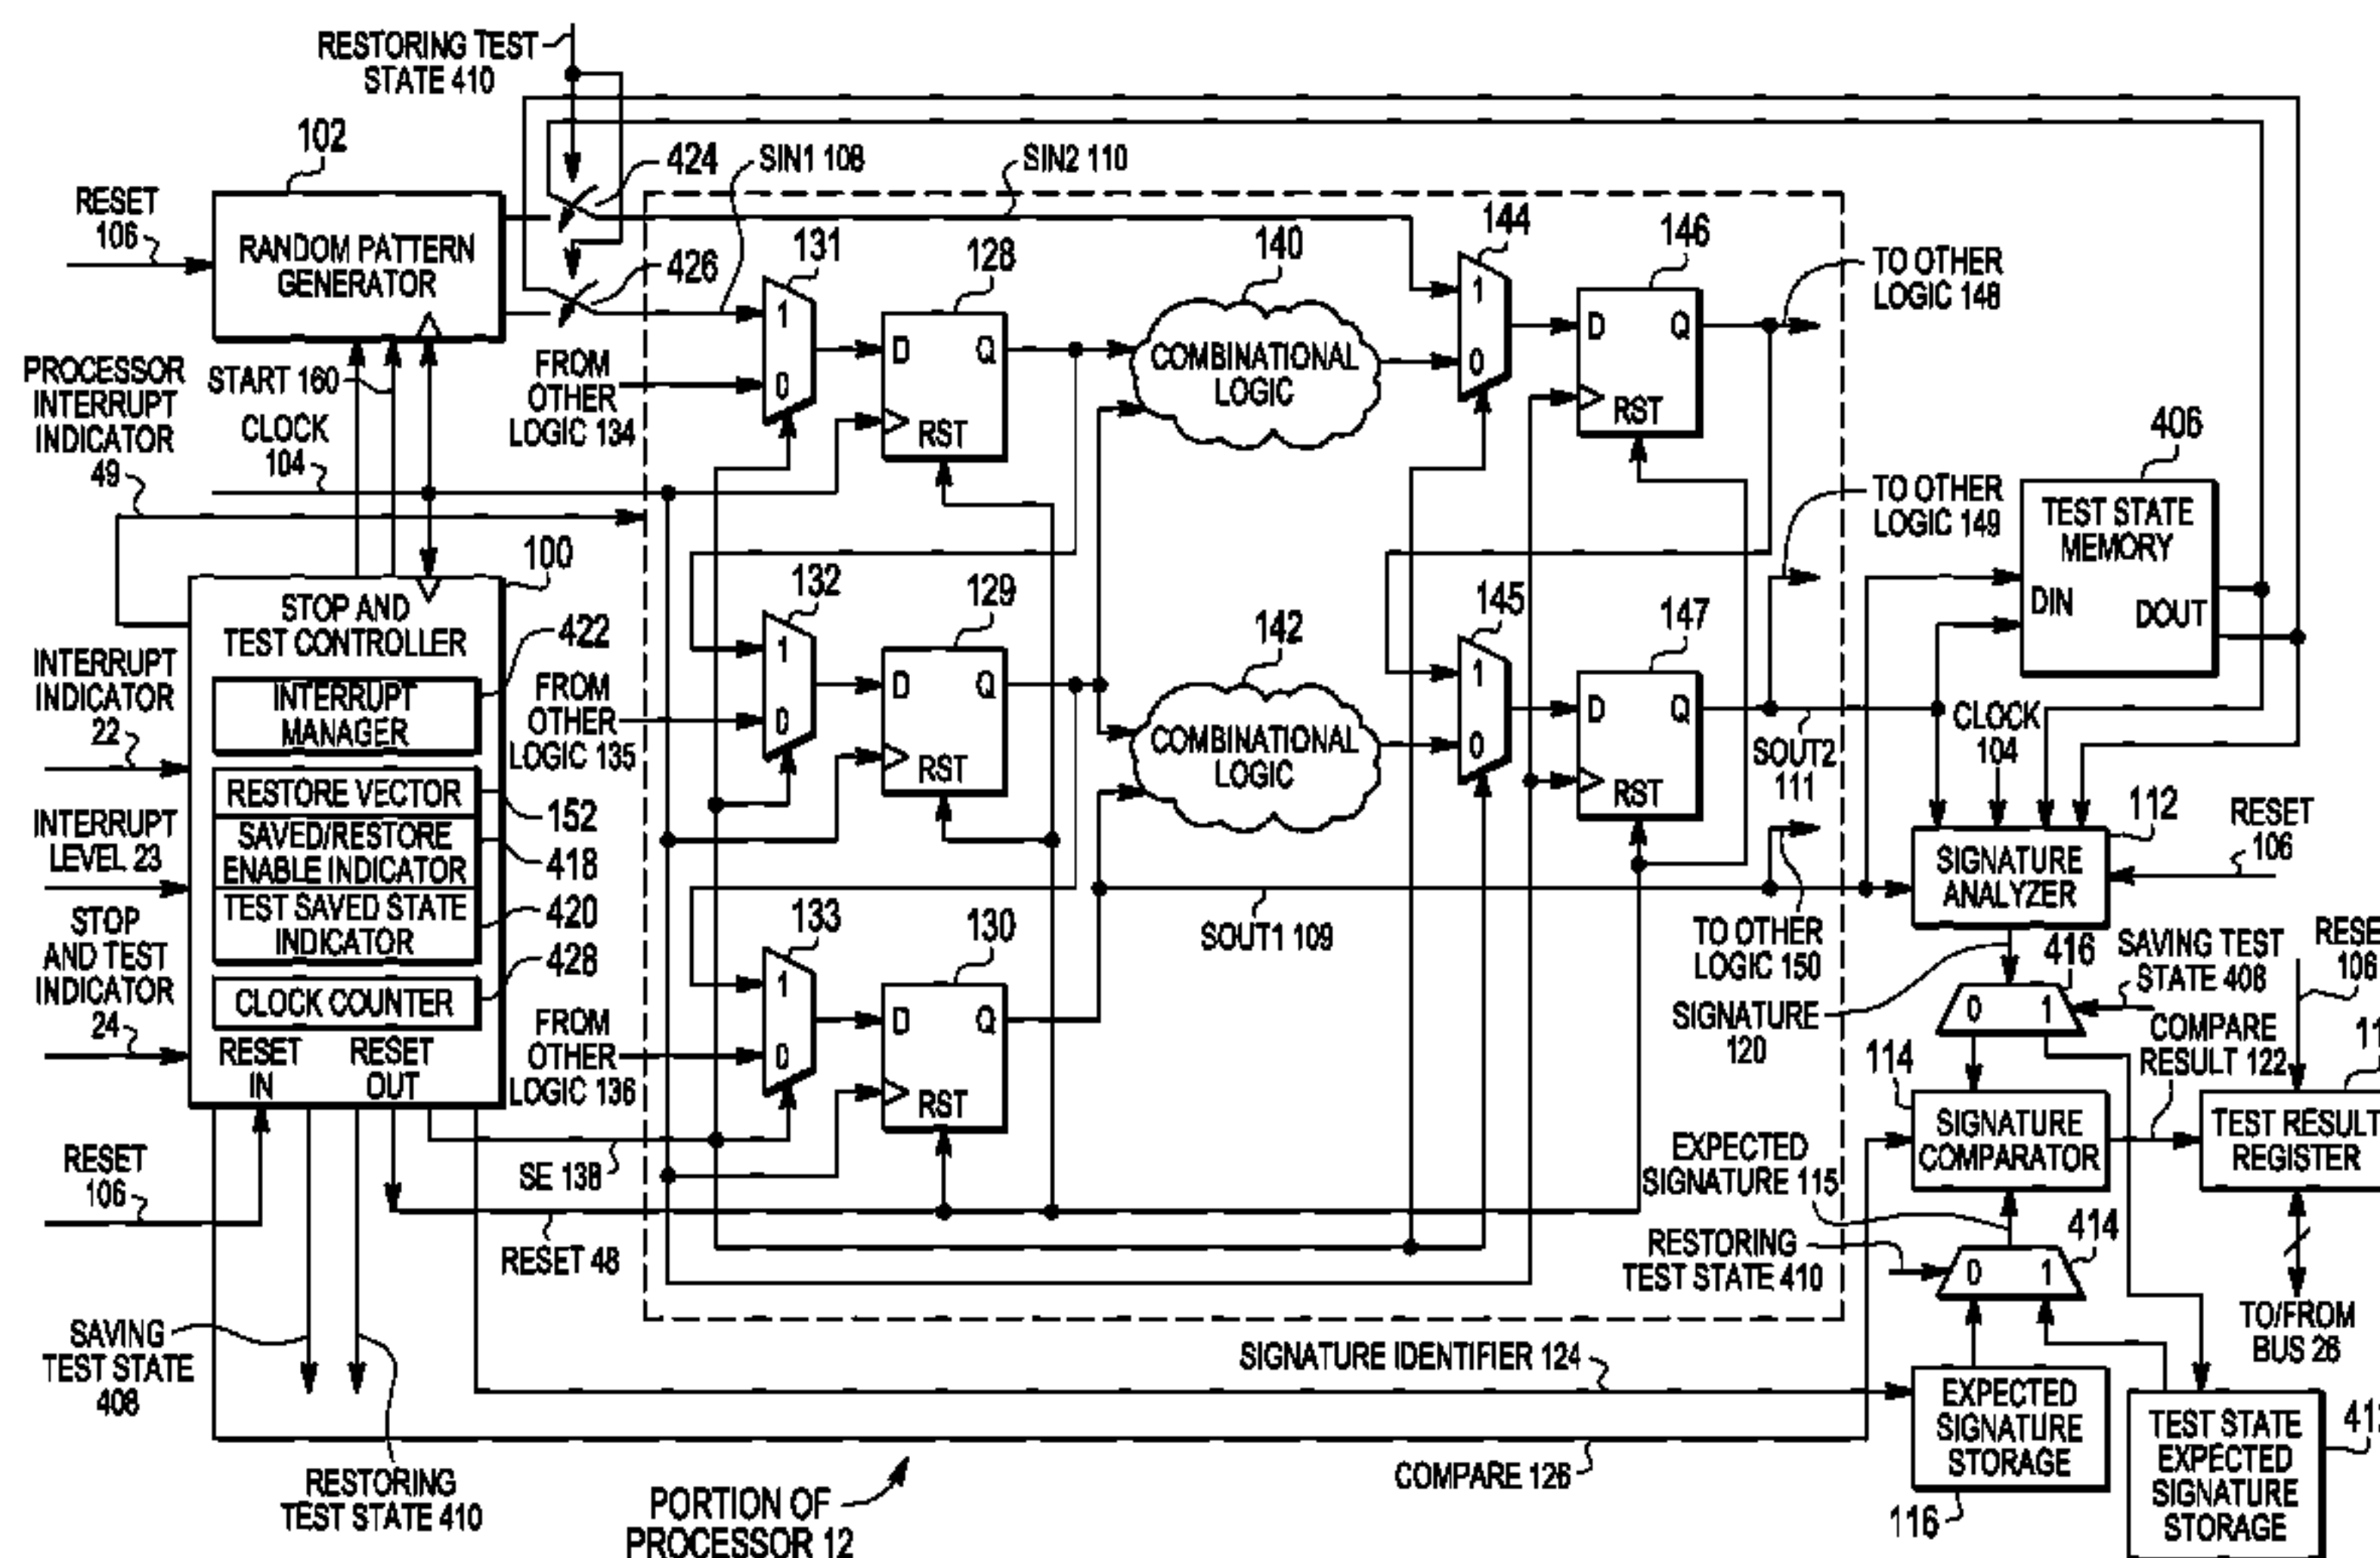 RESTORING TEST
STATE 410
102
RESET
106
RANDOM PATTERN
GENERATOR
424
426
SIN1 108
SIN2 110
PROCESSOR
INTERRUPT
INDICATOR
49
START 160
CLOCK
104
131
1
0
FROM
OTHER
LOGIC 134
128
D
Q
RST
140
COMBINATIONAL
LOGIC
144
1
0
146
D
Q
RST
TO OTHER
LOGIC 148
TO OTHER
LOGIC 149
406
TEST STATE
MEMORY
DIN
DOUT
100
STOP AND
TEST CONTROLLER
INTERRUPT
MANAGER
422
RESTORE VECTOR
152
SAVED/RESTORE
ENABLE INDICATOR
418
TEST SAVED STATE
INDICATOR
420
CLOCK COUNTER
428
RESET
IN
RESET
OUT
INTERRUPT
INDICATOR
22
INTERRUPT
LEVEL 23
STOP
AND TEST
INDICATOR
24
RESET
106
132
1
0
FROM
OTHER
LOGIC 135
129
D
Q
RST
142
COMBINATIONAL
LOGIC
145
1
0
147
D
Q
RST
SOUT2
111
CLOCK
104
112
SIGNATURE
ANALYZER
RESET
106
133
1
0
FROM
OTHER
LOGIC 136
130
D
Q
RST
SOUT1 109
TO OTHER
LOGIC 150
SIGNATURE
120
416
0
1
SAVING TEST
STATE 408
106
COMPARE
RESULT 122
114
SIGNATURE
COMPARATOR
TEST RESULT
REGISTER
EXPECTED
SIGNATURE 115
RESTORING
TEST STATE 410
414
0
1
TO/FROM
BUS 26
SE 138
RESET 48
SAVING
TEST STATE
408
RESTORING
TEST STATE 410
SIGNATURE IDENTIFIER 124
COMPARE 126
EXPECTED
SIGNATURE
STORAGE
116
TEST STATE
EXPECTED
SIGNATURE
STORAGE
PORTION OF
PROCESSOR 12